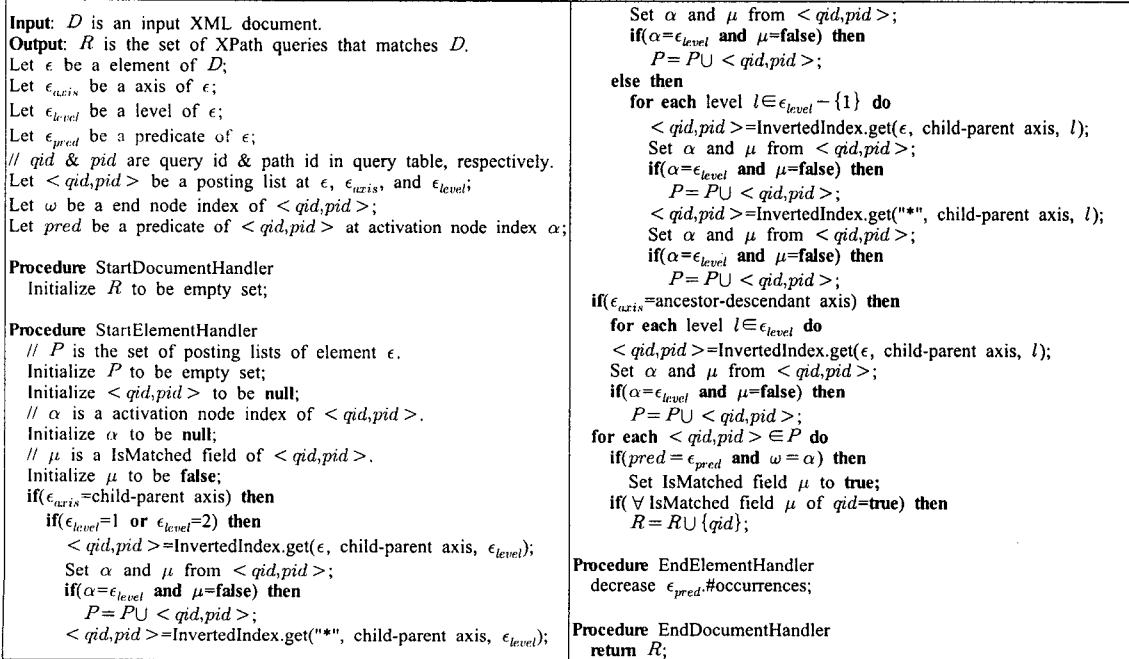 Input: D is an input XML document.
Output: R is the set of XPath queries that matches D.
Let ϵ be a element of D;
Let ϵ_axis be a axis of ϵ;
Let ϵ_level be a level of ϵ;
Let ϵ_pred be a predicate of ϵ;
// qid & pid are query id & path id in query table, respectively.
Let < qid,pid > be a posting list at ϵ, ϵ_axis, and ϵ_level;
Let ω be a end node index of < qid,pid >;
Let pred be a predicate of < qid,pid > at activation node index α;
Procedure StartDocumentHandler
Initialize R to be empty set;
Procedure StartElementHandler
// P is the set of posting lists of element ϵ.
Initialize P to be empty set;
Initialize < qid,pid > to be null;
// α is a activation node index of < qid,pid >.
Initialize α to be null;
// μ is a IsMatched field of < qid,pid >.
Initialize μ to be false;
if(ϵ_axis=child-parent axis) then
if(ϵ_level=1 or ϵ_level=2) then
< qid,pid >=InvertedIndex.get(ϵ, child-parent axis, ϵ_level);
Set α and μ from < qid,pid >;
if(α=ϵ_level and μ=false) then
P=P∪ < qid,pid >;
< qid,pid >=InvertedIndex.get("*", child-parent axis, ϵ_level);
Set α and μ from < qid,pid >;
if(α=ϵ_level and μ=false) then
P=P∪ < qid,pid >;
else then
for each level l∈ϵ_level-{1} do
< qid,pid >=InvertedIndex.get(ϵ, child-parent axis, l);
Set α and μ from < qid,pid >;
if(α=ϵ_level and μ=false) then
P=P∪ < qid,pid >;
< qid,pid >=InvertedIndex.get("*", child-parent axis, l);
Set α and μ from < qid,pid >;
if(α=ϵ_level and μ=false) then
P=P∪ < qid,pid >;
if(ϵ_axis=ancestor-descendant axis) then
for each level l∈ϵ_level do
< qid,pid >=InvertedIndex.get(ϵ, child-parent axis, l);
Set α and μ from < qid,pid >;
if(α=ϵ_level and μ=false) then
P=P∪ < qid,pid >;
for each < qid,pid > ∈P do
if(pred=ϵ_pred and ω=α) then
Set IsMatched field μ to true;
if(∀ IsMatched field μ of qid=true) then
R=R∪{qid};
Procedure EndElementHandler
decrease ϵ_pred.#occurrences;
Procedure EndDocumentHandler
return R;